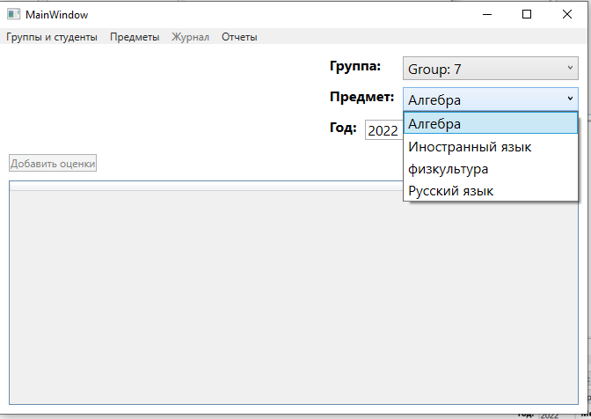 MainWindow
Группы и студенты Предметы Журнал Отчеты
Группа: Group: 7
Предмет: Алгебра
Алгебра
Год: 2022
Иностранный язык
физкультура
Добавить оценки
Русский язык
2022